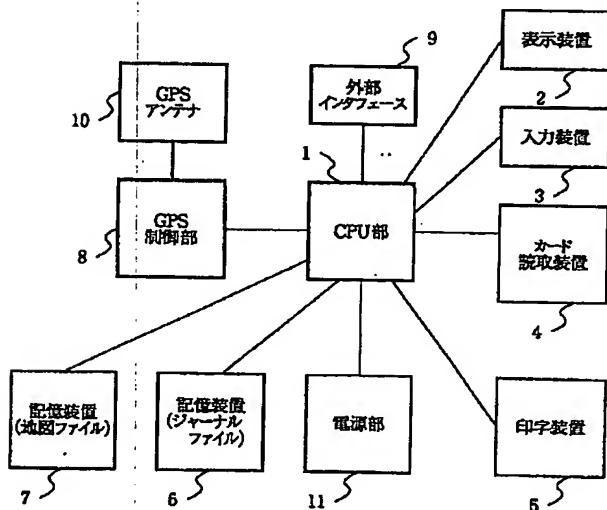 9
表示装置
2
GPS
アンテナ
10
外部
インタフェース
入力装置
3
1
GPS
制御部
8
CPU部
カード
読取装置
4
記憶装置
(地図ファイル)
7
記憶装置
(ジャーナル
ファイル)
6
電源部
11
印字装置
5